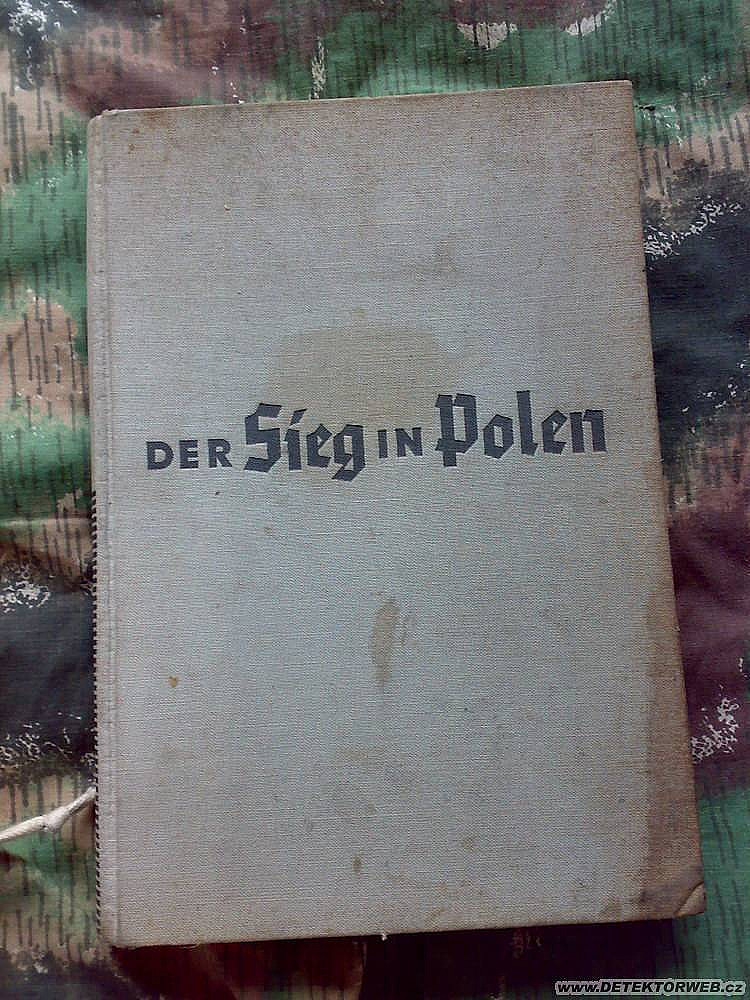 DER Sieg IN Polen
www.DETEKTORWEB.cz